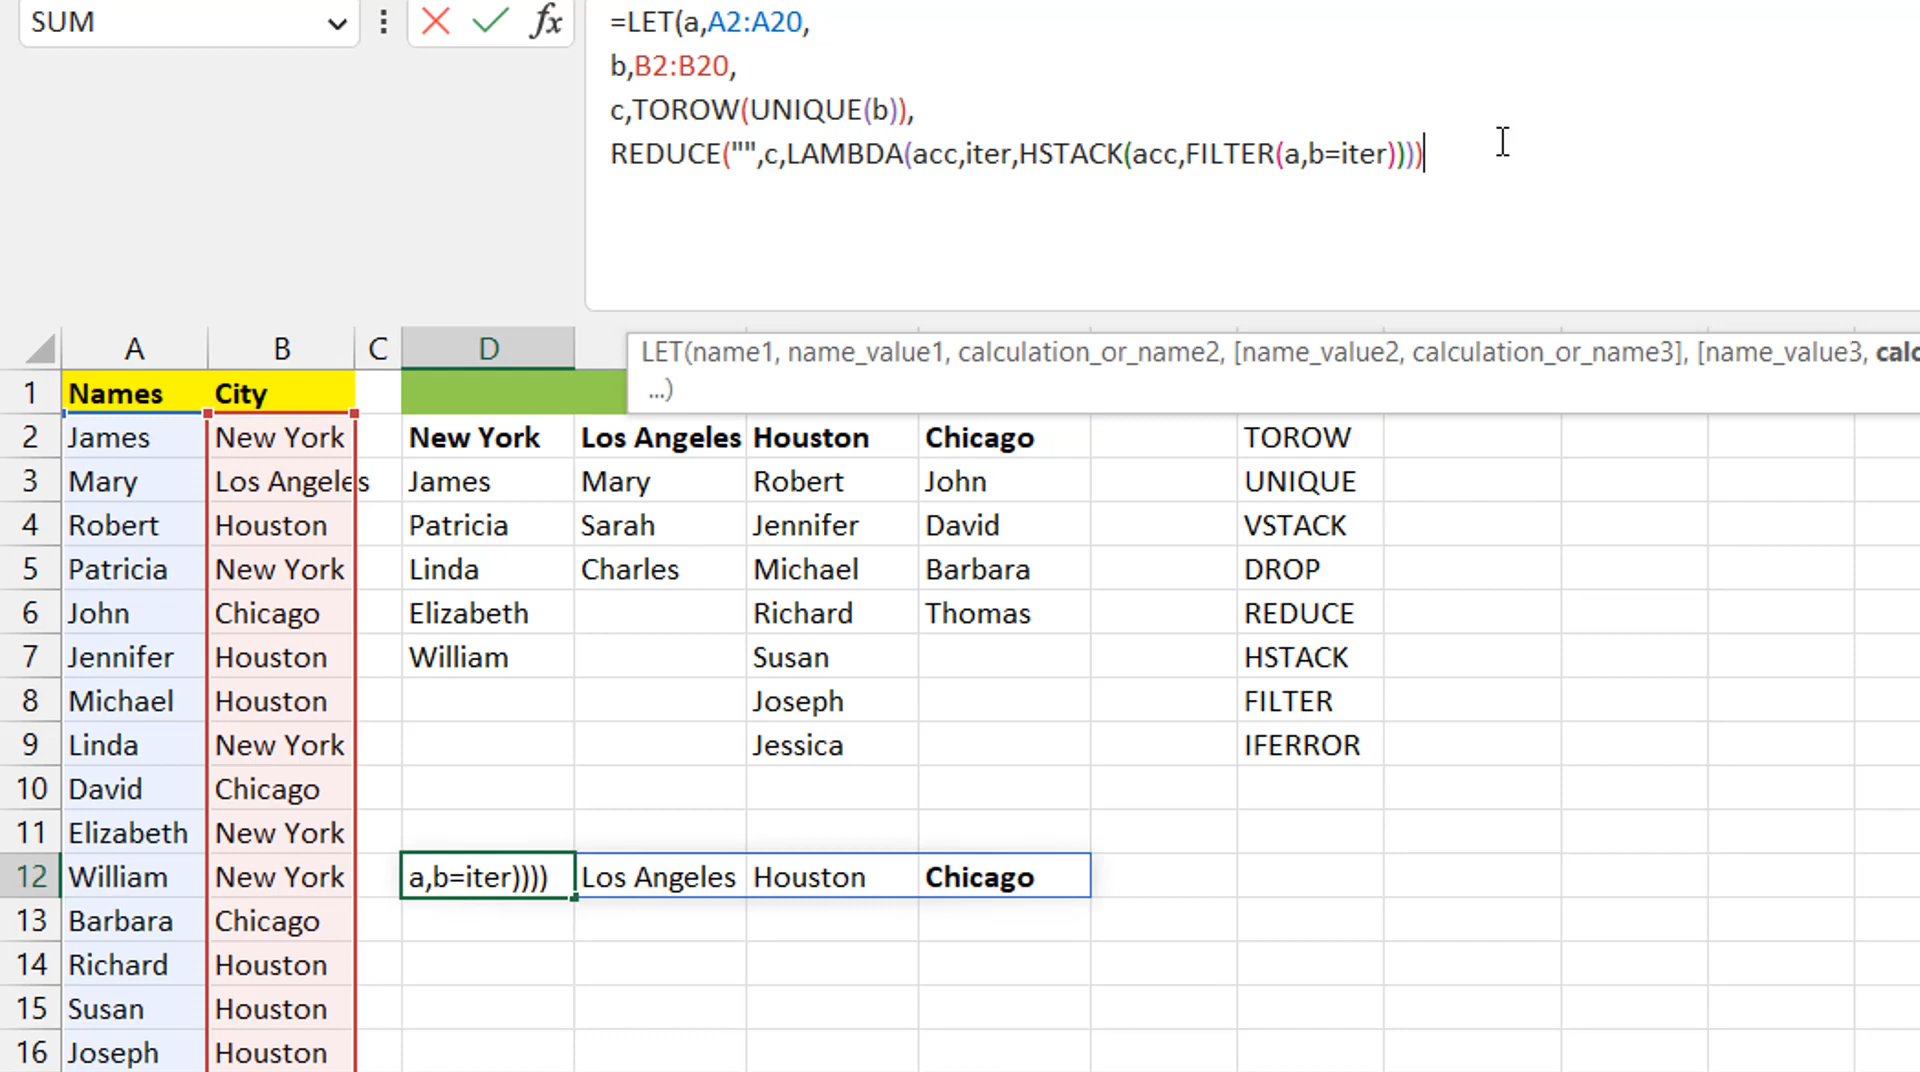 SUM
fx
=LET(a,A2:A20,
b,B2:B20,
c,TOROW(UNIQUE(b)),
REDUCE("",c,LAMBDA(acc,iter,HSTACK(acc,FILTER(a,b=iter))))
LET(name1, name_value1, calculation_or_name2, [name_value2, calculation_or_name3], [name_value3, calc
...)
A B C D
1 Names City
2 James New York New York Los Angeles Houston Chicago TOROW
3 Mary Los Angeles James Mary Robert John UNIQUE
4 Robert Houston Patricia Sarah Jennifer David VSTACK
5 Patricia New York Linda Charles Michael Barbara DROP
6 John Chicago Elizabeth Richard Thomas REDUCE
7 Jennifer Houston William Susan HSTACK
8 Michael Houston Joseph FILTER
9 Linda New York Jessica IFERROR
10 David Chicago
11 Elizabeth New York
12 William New York a,b=iter)))) Los Angeles Houston Chicago
13 Barbara Chicago
14 Richard Houston
15 Susan Houston
16 Joseph Houston